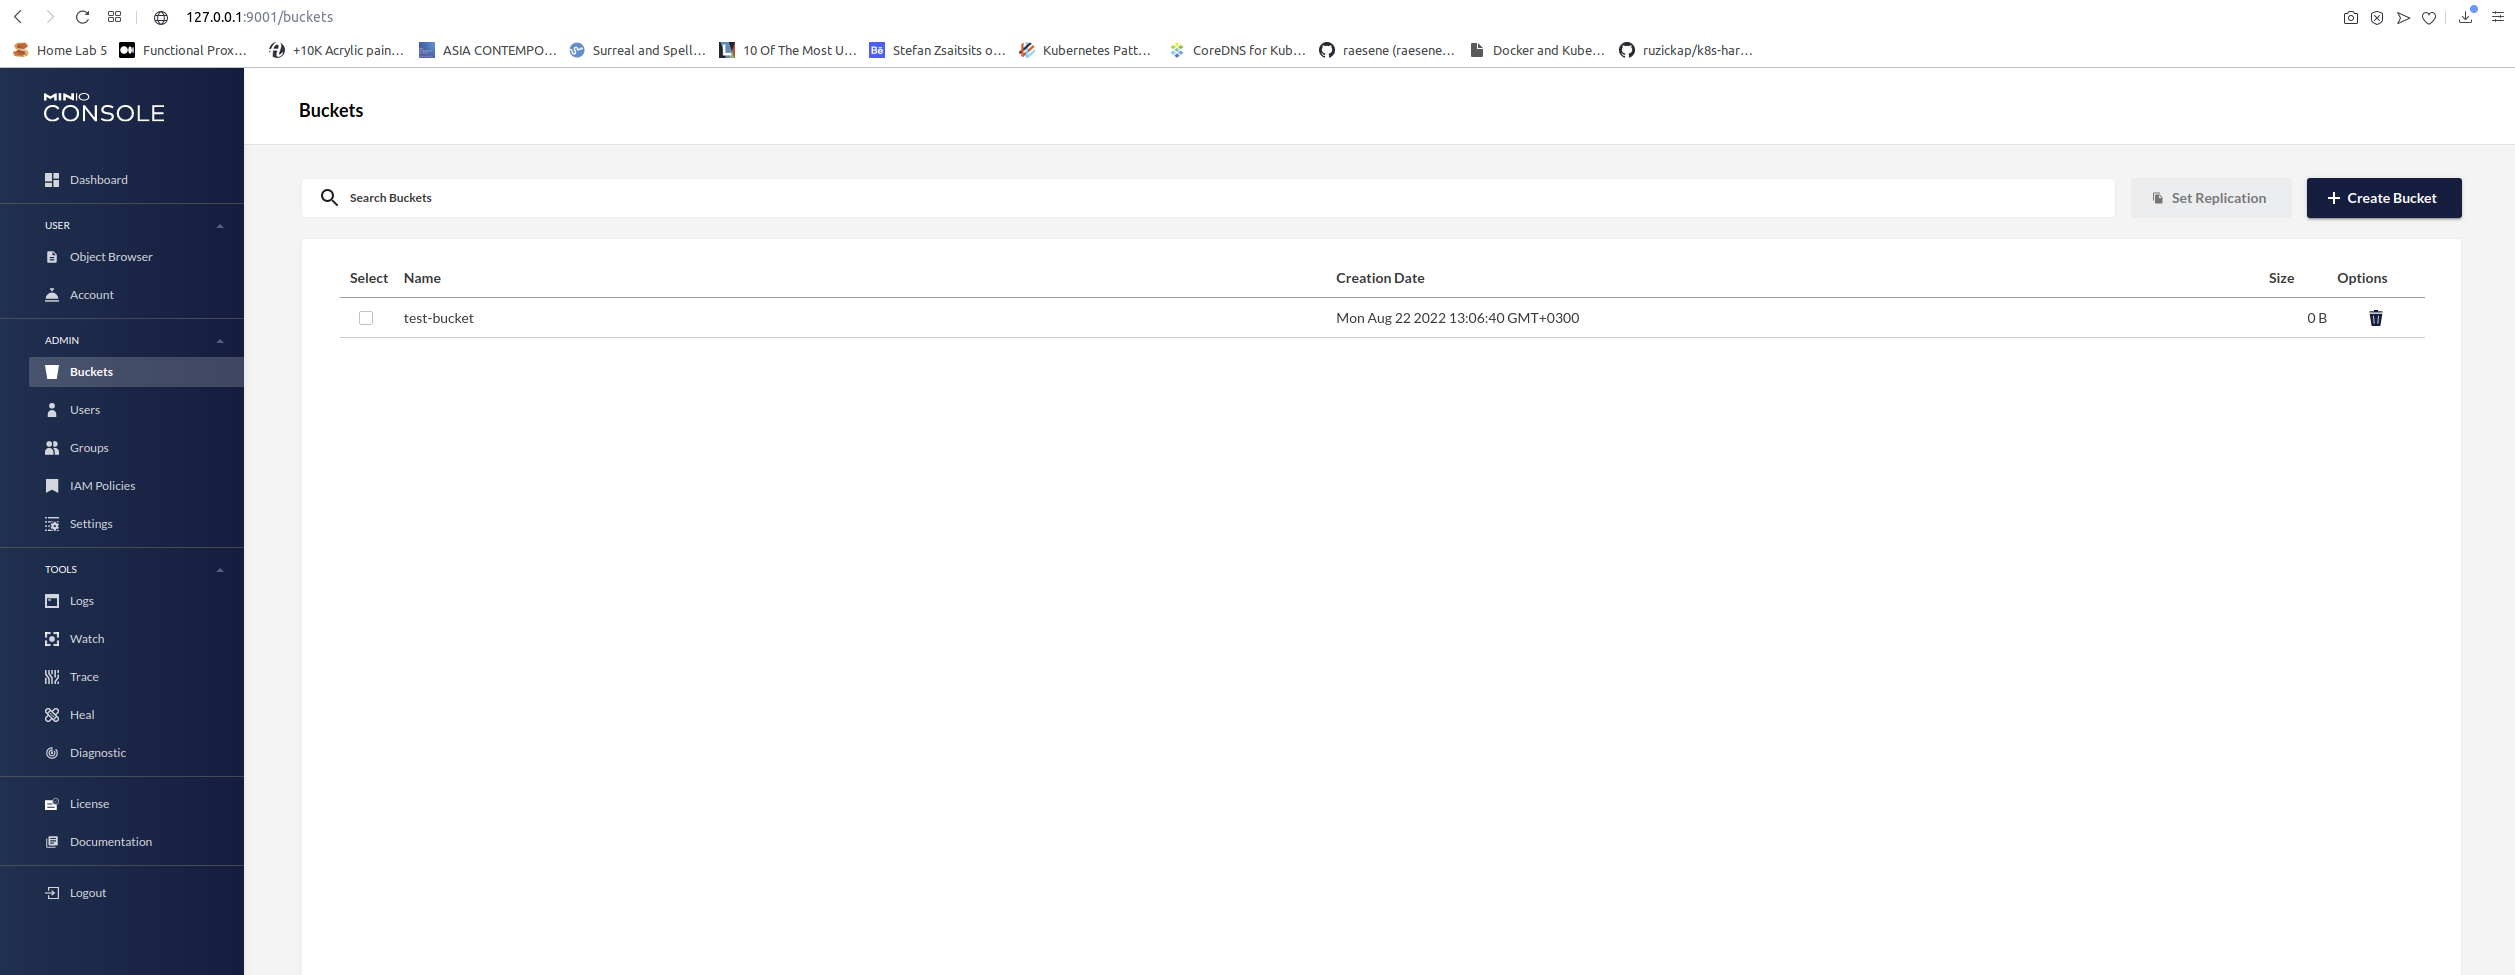 127.0.0.1:9001/buckets
Home Lab 5 Functional Prox... +10K Acrylic pain... ASIA CONTEMPO... Surreal and Spell... 10 Of The Most U... Bē Stefan Zsaitsits o... Kubernetes Patt... CoreDNS for Kub... raesene (raesene... Docker and Kube... ruzickap/k8s-har...
MINIO
CONSOLE
Buckets
Dashboard
Search Buckets Set Replication + Create Bucket
USER
Object Browser
Account
ADMIN
Buckets
Users
Groups
IAM Policies
Settings
TOOLS
Logs
Watch
Trace
Heal
Diagnostic
License
Documentation
Logout
Select Name Creation Date Size Options
test-bucket Mon Aug 22 2022 13:06:40 GMT+0300 0 B